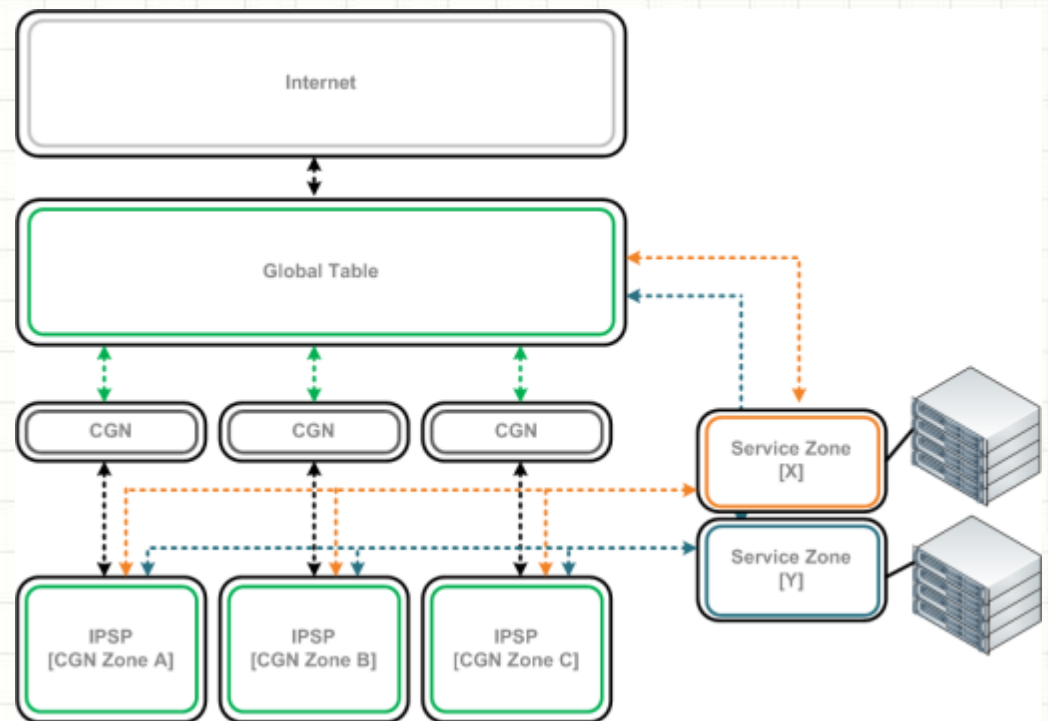 Internet
Global Table
CGN
CGN
CGN
Service Zone
[X]
Service Zone
[Y]
IPSP
[CGN Zone A]
IPSP
[CGN Zone B]
IPSP
[CGN Zone C]